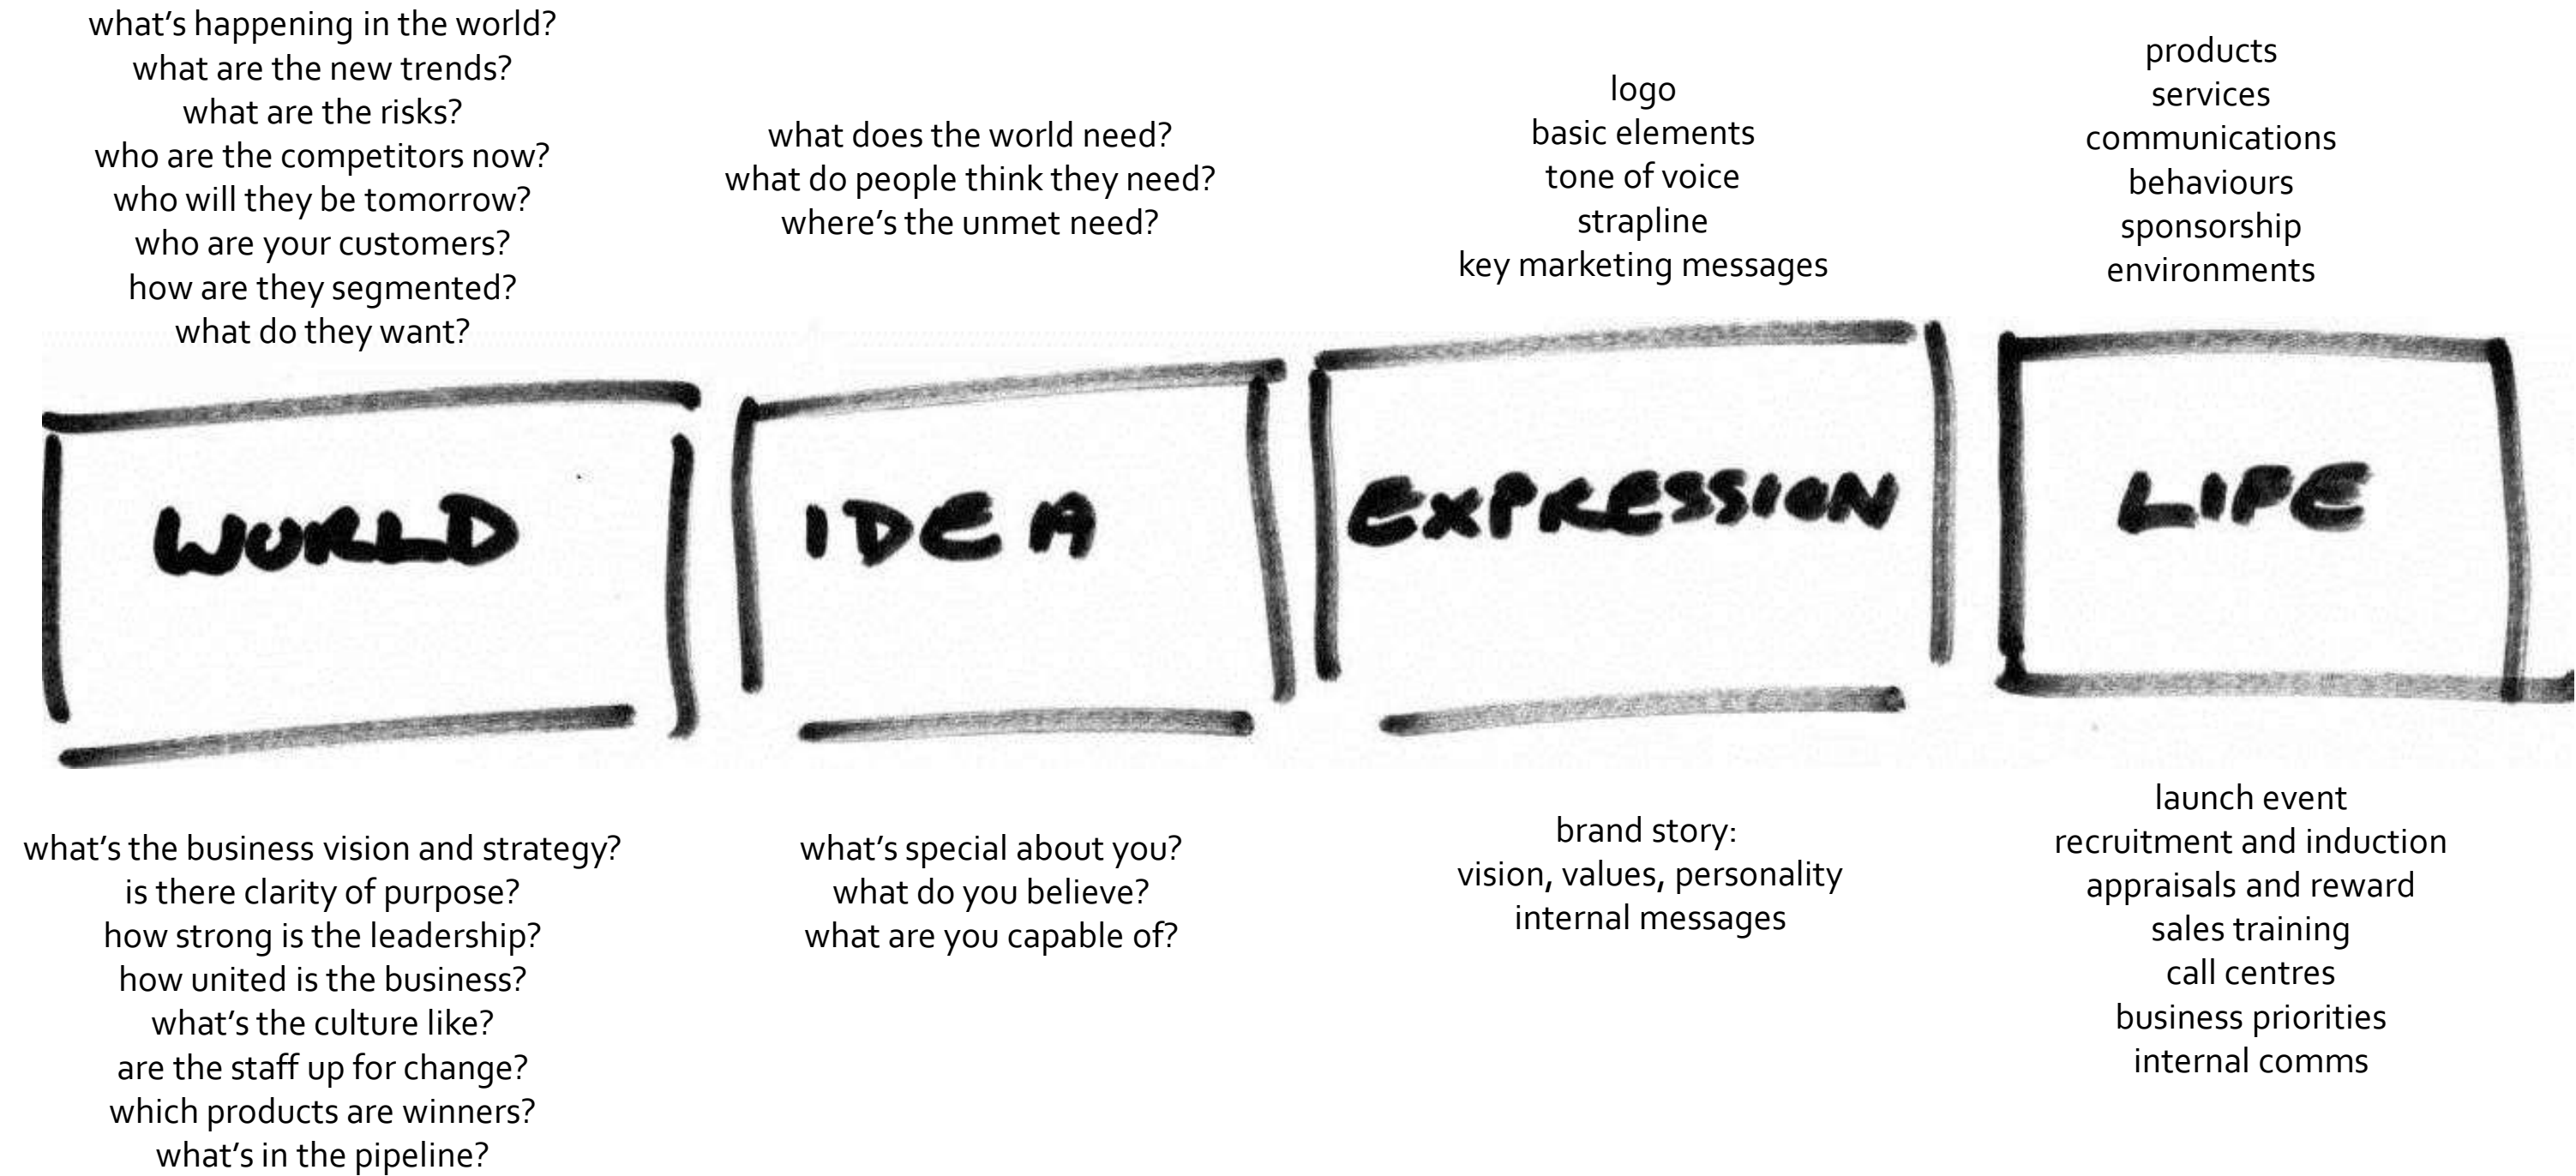 what's happening in the world?
what are the new trends?
what are the risks?
who are the competitors now?
who will they be tomorrow?
who are your customers?
how are they segmented?
what do they want?
what does the world need?
what do people think they need?
where's the unmet need?
logo
basic elements
tone of voice
strapline
key marketing messages
products
services
communications
behaviours
sponsorship
environments
WORLD
IDEA
EXPRESSION
LIFE
what's the business vision and strategy?
is there clarity of purpose?
how strong is the leadership?
how united is the business?
what's the culture like?
are the staff up for change?
which products are winners?
what's in the pipeline?
what's special about you?
what do you believe?
what are you capable of?
brand story:
vision, values, personality
internal messages
launch event
recruitment and induction
appraisals and reward
sales training
call centres
business priorities
internal comms